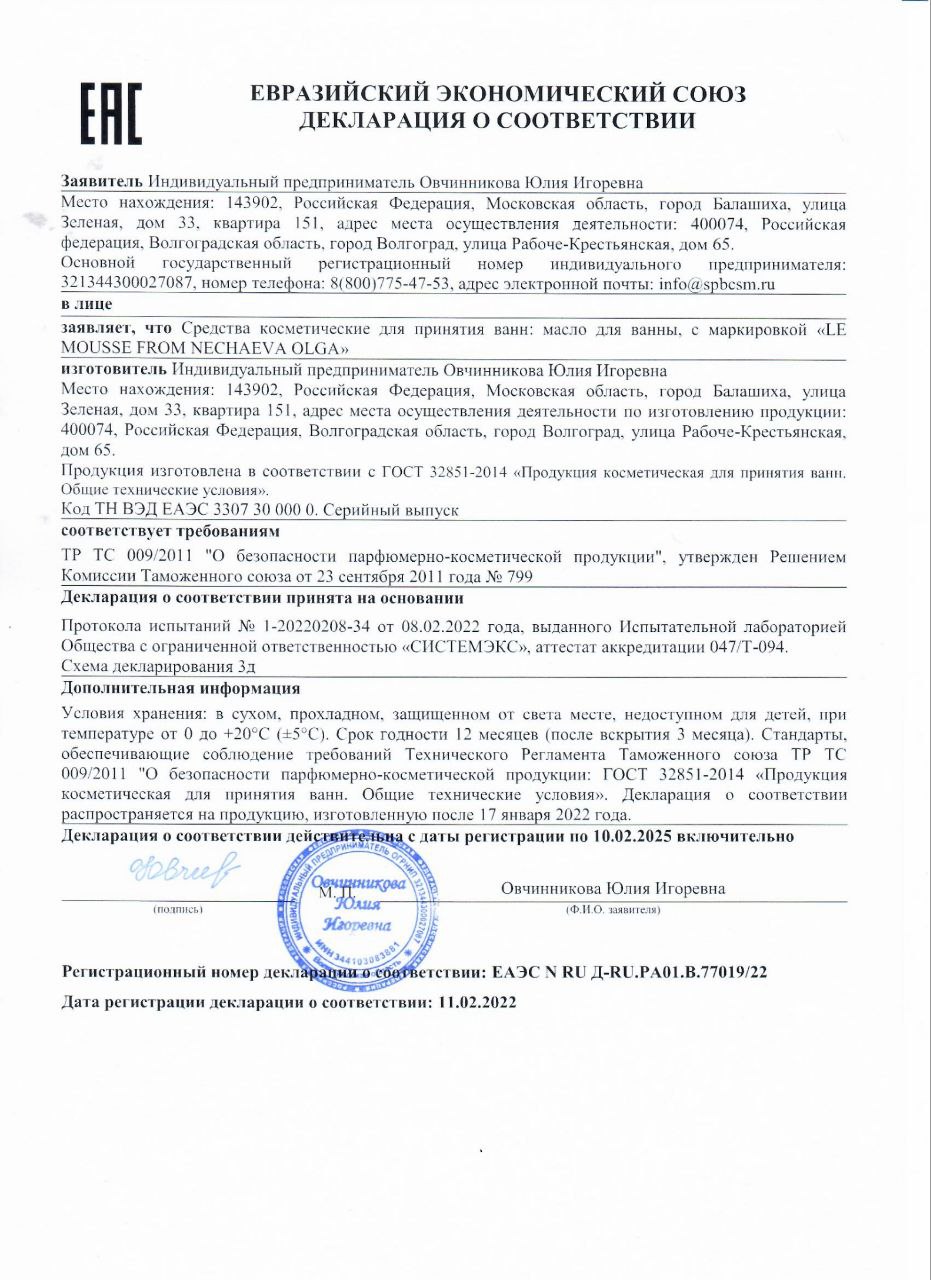 EAC
ЕВРАЗИЙСКИЙ ЭКОНОМИЧЕСКИЙ СОЮЗ
ДЕКЛАРАЦИЯ О СООТВЕТСТВИИ
Заявитель Индивидуальный предприниматель Овчинникова Юлия Игоревна
Место нахождения: 143902, Российская Федерация, Московская область, город Балашиха, улица
Зеленая, дом 33, квартира 151, адрес места осуществления деятельности: 400074, Российская
федерация, Волгоградская область, город Волгоград, улица Рабоче-Крестьянская, дом 65.
Основной государственный регистрационный номер индивидуального предпринимателя:
321344300027087, номер телефона: 8(800)775-47-53, адрес электронной почты: info@spbcsm.ru
в лице
заявляет, что Средства косметические для принятия ванн: масло для ванны, с маркировкой «LE
MOUSSE FROM NECHAEVA OLGA»
изготовитель Индивидуальный предприниматель Овчинникова Юлия Игоревна
Место нахождения: 143902, Российская Федерация, Московская область, город Балашиха, улица
Зеленая, дом 33, квартира 151, адрес места осуществления деятельности по изготовлению продукции:
400074, Российская Федерация, Волгоградская область, город Волгоград, улица Рабоче-Крестьянская,
дом 65.
Продукция изготовлена в соответствии с ГОСТ 32851-2014 «Продукция косметическая для принятия ванн.
Общие технические условия».
Код ТН ВЭД ЕАЭС 3307 30 000 0. Серийный выпуск
соответствует требованиям
ТР ТС 009/2011 "О безопасности парфюмерно-косметической продукции", утвержден Решением
Комиссии Таможенного союза от 23 сентября 2011 года № 799
Декларация о соответствии принята на основании
Протокола испытаний № 1-20220208-34 от 08.02.2022 года, выданного Испытательной лабораторией
Общества с ограниченной ответственностью «СИСТЕМЭКС», аттестат аккредитации 047/Т-094.
Схема декларирования 3д
Дополнительная информация
Условия хранения: в сухом, прохладном, защищенном от света месте, недоступном для детей, при
температуре от 0 до +20°С (±5°С). Срок годности 12 месяцев (после вскрытия 3 месяца). Стандарты,
обеспечивающие соблюдение требований Технического Регламента Таможенного союза ТР ТС
009/2011 "О безопасности парфюмерно-косметической продукции: ГОСТ 32851-2014 «Продукция
косметическая для принятия ванн. Общие технические условия». Декларация о соответствии
распространяется на продукцию, изготовленную после 17 января 2022 года.
Декларация о соответствии действительна с даты регистрации по 10.02.2025 включительно
М. П.
Овчинникова Юлия Игоревна
(подпись)
(Ф.И.О. заявителя)
ИНДИВИДУАЛЬНЫЙ ПРЕДПРИНИМАТЕЛЬ ОГРНИП 321344300027087
Овчинникова
Юлия
Игоревна
ИНН 344103083881
Регистрационный номер декларации о соответствии: ЕАЭС N RU Д-RU.РА01.В.77019/22
Дата регистрации декларации о соответствии: 11.02.2022